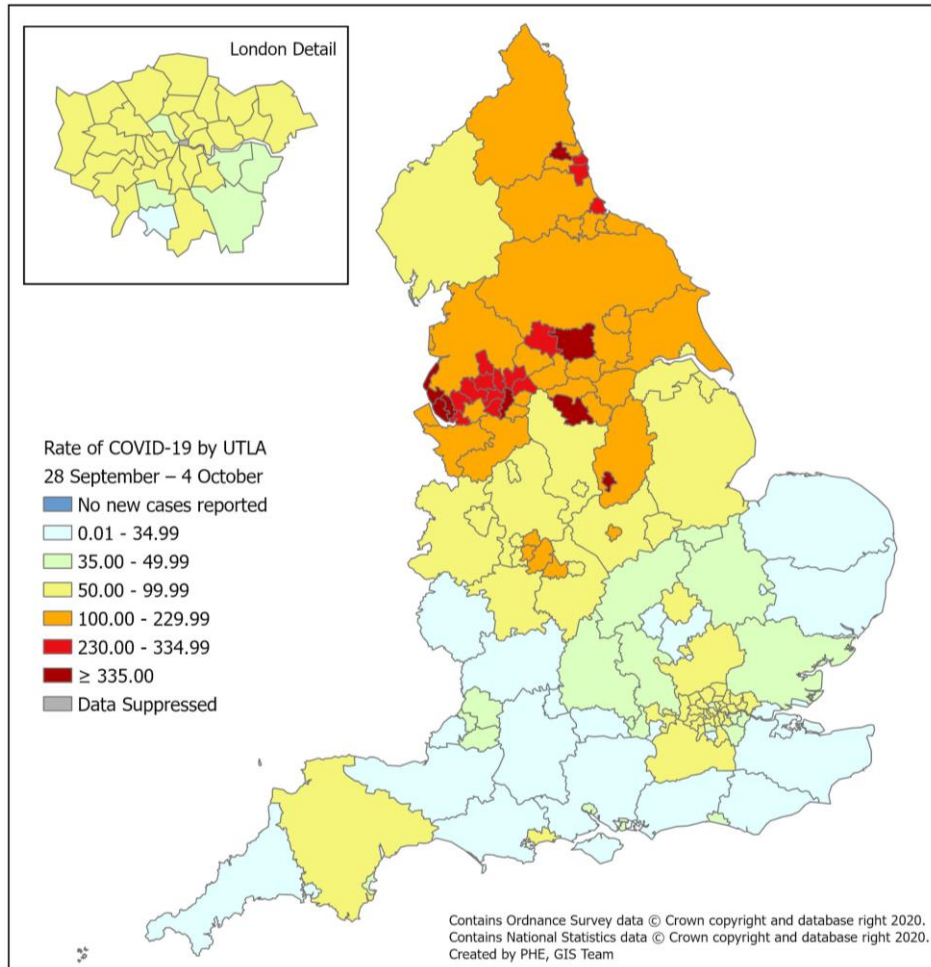 London Detail
Rate of COVID-19 by UTLA
28 September – 4 October
No new cases reported
0.01 - 34.99
35.00 - 49.99
50.00 - 99.99
100.00 - 229.99
230.00 - 334.99
≥ 335.00
Data Suppressed
Contains Ordnance Survey data © Crown copyright and database right 2020.
Contains National Statistics data © Crown copyright and database right 2020.
Created by PHE, GIS Team